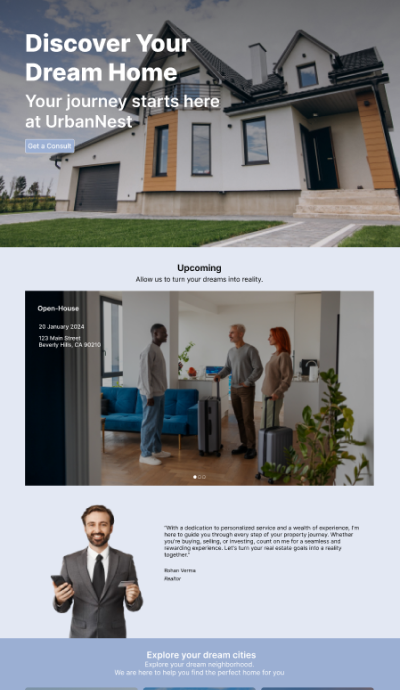 Discover Your
Dream Home
Your journey starts here
at UrbanNest
Get a Consult
Upcoming
Allow us to turn your dreams into reality.
Open-House
20 January 2024
123 Main Street
Beverly Hills, CA 90210
"With a dedication to personalized service and a wealth of experience, I'm
here to guide you through every step of your property journey. Whether
you're buying, selling, or investing, count on me for a seamless and
rewarding experience. Let's turn your real estate goals into a reality
together."
Rohan Verma
Realtor
Explore your dream cities
Explore your dream neighborhood.
We are here to help you find the perfect home for you